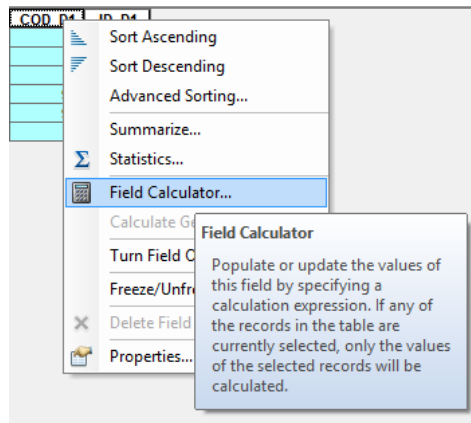 COD_D1 ID_D1
Sort Ascending
Sort Descending
Advanced Sorting...
Summarize...
Σ Statistics...
Field Calculator...
Calculate Ge
Turn Field O
Freeze/Unfre
Delete Field
Properties...
Field Calculator
Populate or update the values of
this field by specifying a
calculation expression. If any of
the records in the table are
currently selected, only the values
of the selected records will be
calculated.